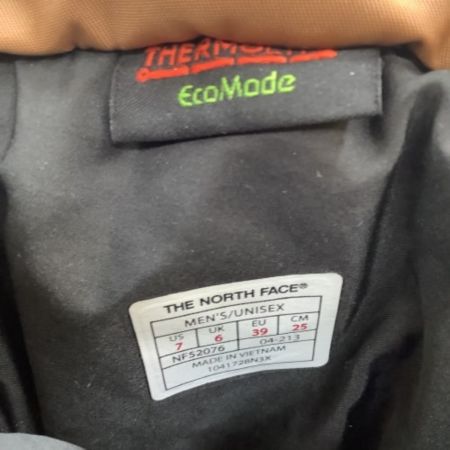 EcoMode
THE NORTH FACE®
MEN'S/UNISEX
US UK EU CM
7 6 39 25
NF52076 04-213
MADE IN VIETNAM
1041728N3X